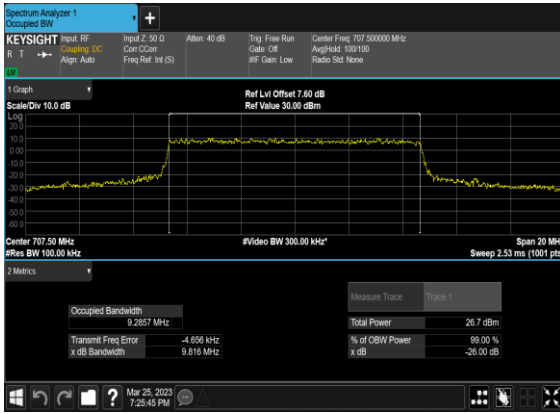 Spectrum Analyzer 1
Occupied BW
KEYSIGHT Input: RF Input Z: 50 Ω Atten: 40 dB Trig: Free Run Center Freq: 707.500000 MHz
R T Coupling: DC Corr CCorr Gate: Off Avg|Hold: 100/100
Align: Auto Freq Ref: Int (S) #IF Gain: Low Radio Std: None
LXI
1 Graph
Ref Lvl Offset 7.60 dB
Scale/Div 10.0 dB Ref Value 30.00 dBm
Log
20.0
10.0
0.00
-10.0
-20.0
-30.0
-40.0
-50.0
-60.0
Center 707.50 MHz #Video BW 300.00 kHz* Span 20 MH
#Res BW 100.00 kHz Sweep 2.53 ms (1001 pts
2 Metrics
Measure Trace Trace 1
Occupied Bandwidth
9.2857 MHz Total Power 26.7 dBm
Transmit Freq Error -4.656 kHz % of OBW Power 99.00 %
x dB Bandwidth 9.816 MHz x dB -26.00 dB
Mar 25, 2023
7:25:45 PM